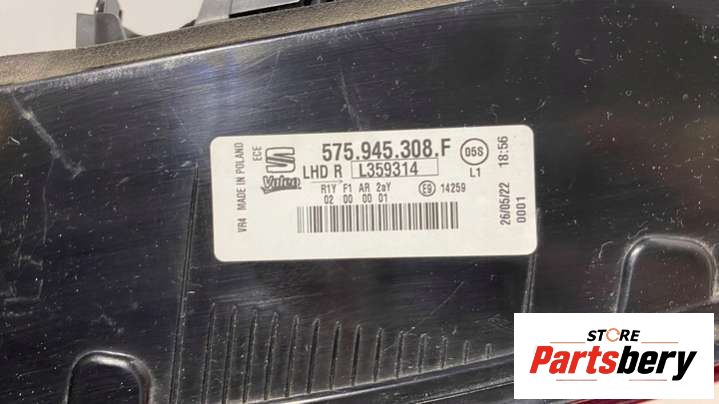 VR4 MADE IN POLAND
ECE
Valeo
575.945.308.F
LHD R L359314
R1Y F1 AR 2aY
02 00 00 01
E9 14259
05S
L1
26/05/22 18:56
0001
STORE
Partsbery